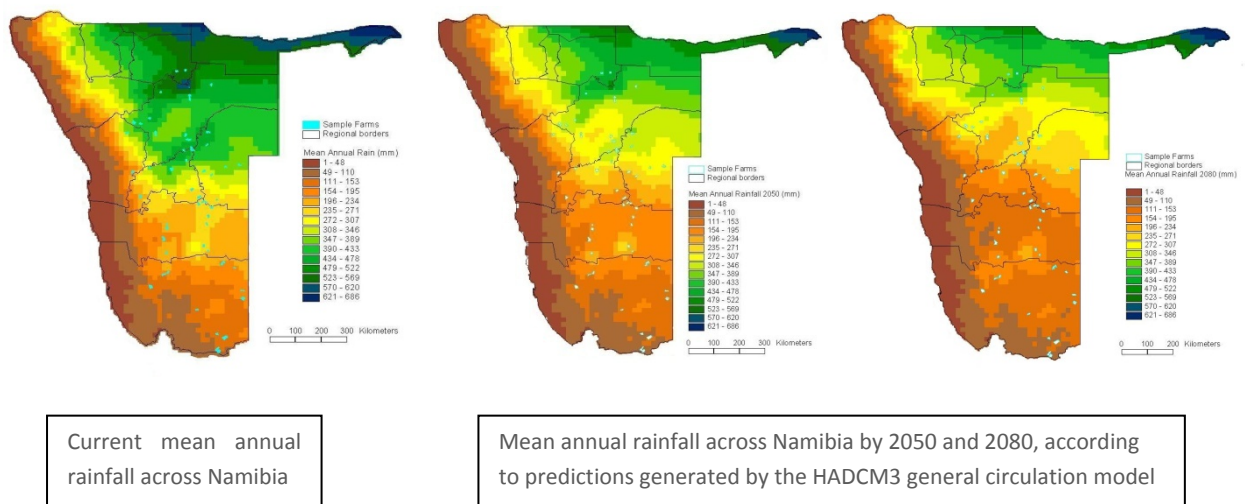 Sample Farms
Regional borders
Mean Annual Rain (mm)
1 - 48
49 - 110
111 - 153
154 - 195
196 - 234
235 - 271
272 - 307
308 - 346
347 - 389
390 - 433
434 - 478
479 - 522
523 - 569
570 - 620
621 - 686
0 100 200 300 Kilometers
Sample Farms
Regional borders
Mean Annual Rainfall 2050 (mm)
1 - 48
49 - 110
111 - 153
154 - 195
196 - 234
235 - 271
272 - 307
308 - 346
347 - 389
390 - 433
434 - 478
479 - 522
523 - 569
570 - 620
621 - 686
0 50 100 200 300 Kilometers
Sample Farms
Regional borders
Mean Annual Rainfall 2080 (mm)
1 - 48
49 - 110
111 - 153
154 - 195
196 - 234
235 - 271
272 - 307
308 - 346
347 - 389
390 - 433
434 - 478
479 - 522
523 - 569
570 - 620
621 - 686
0 100 200 300 Kilometers
Current mean annual
rainfall across Namibia
Mean annual rainfall across Namibia by 2050 and 2080, according
to predictions generated by the HADCM3 general circulation model